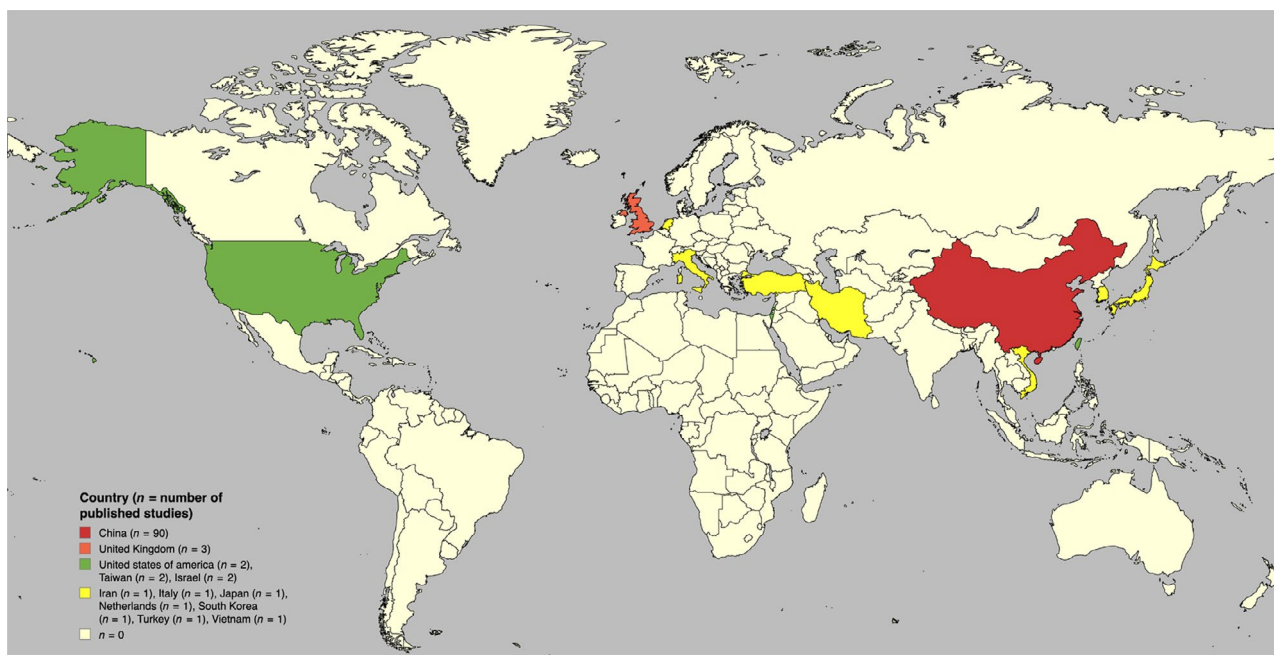 Country (n = number of
published studies)
China (n = 90)
United Kingdom (n = 3)
United states of america (n = 2),
Taiwan (n = 2), Israel (n = 2)
Iran (n = 1), Italy (n = 1), Japan (n = 1),
Netherlands (n = 1), South Korea
(n = 1), Turkey (n = 1), Vietnam (n = 1)
n = 0